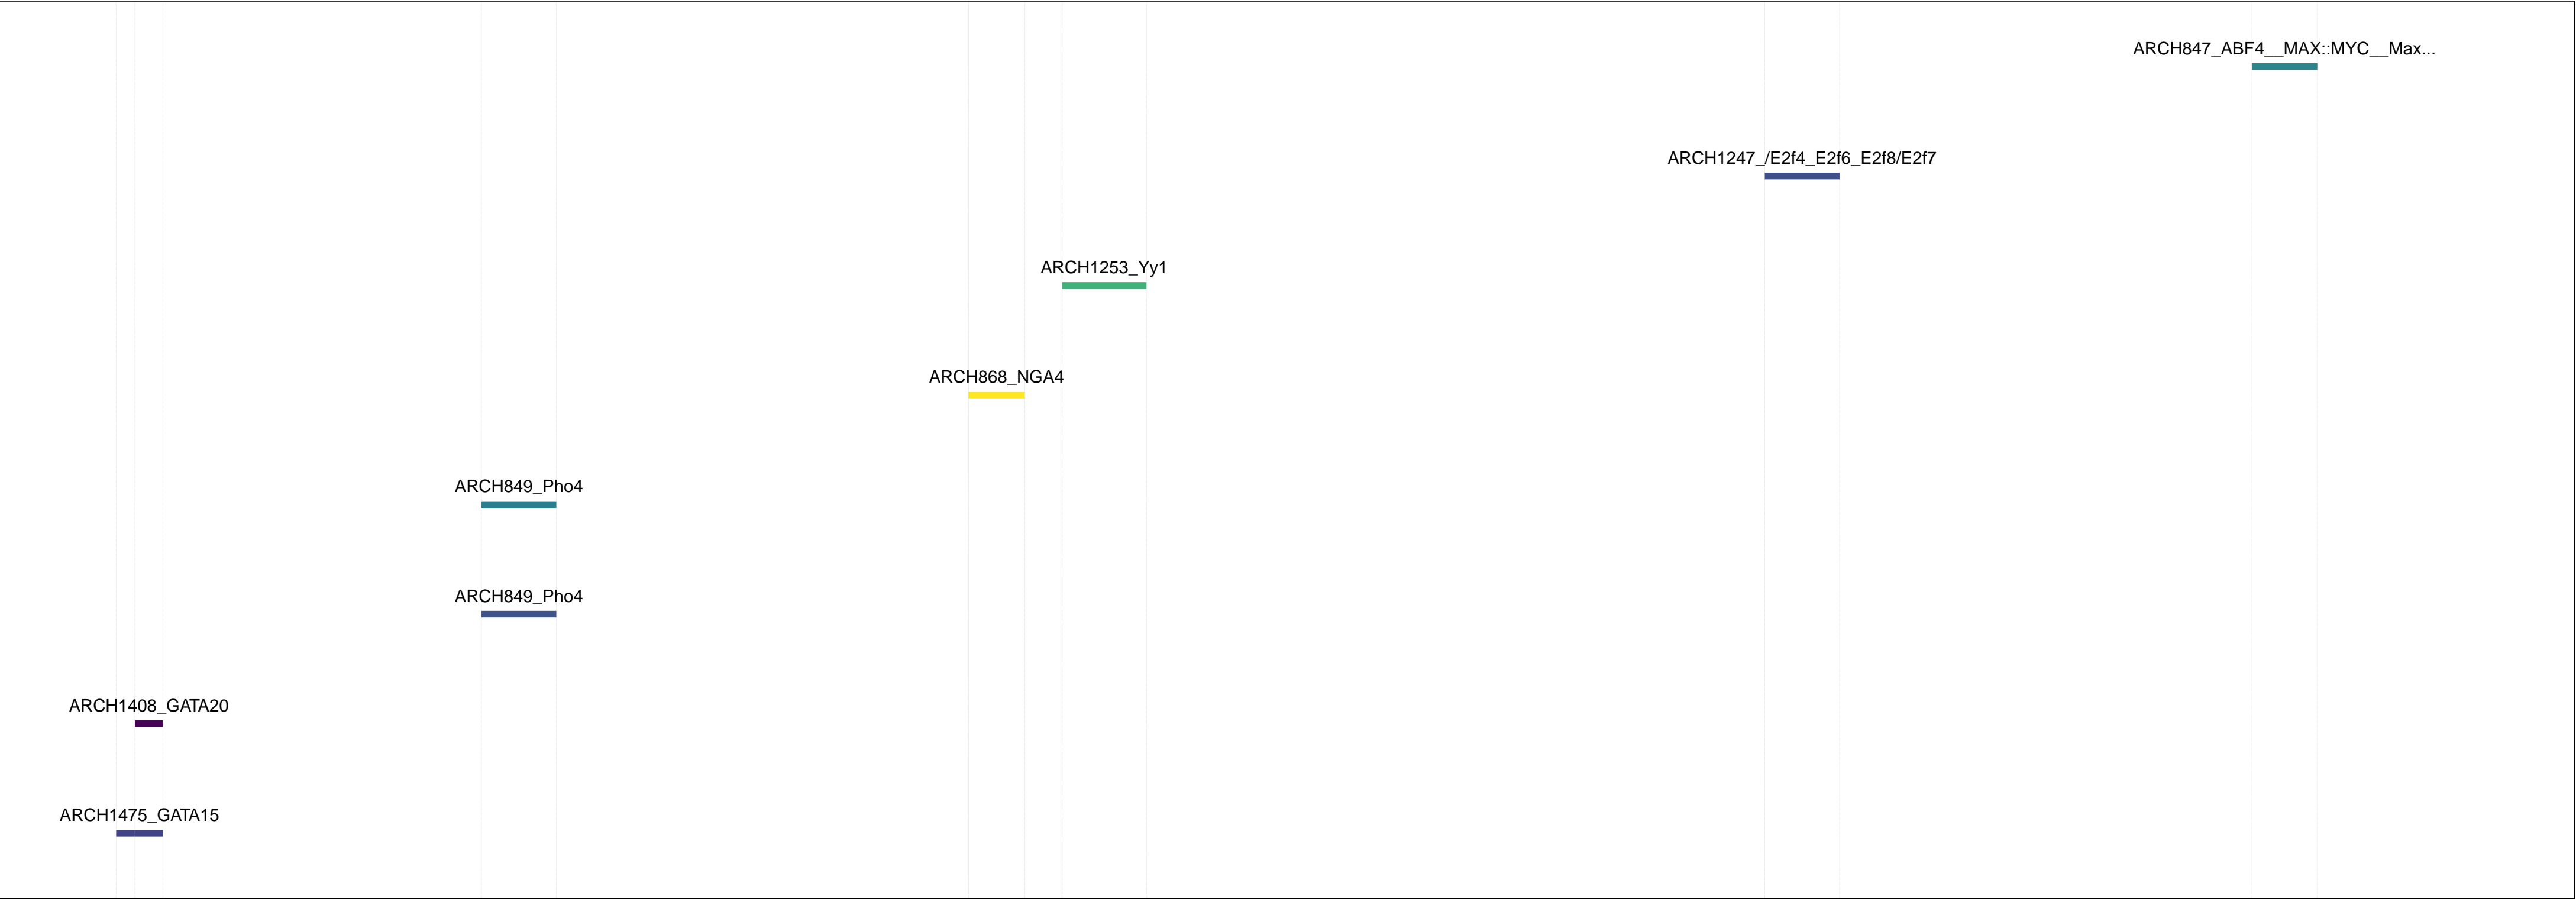 ARCH847_ABF4__MAX::MYC__Max...
ARCH1247_/E2f4_E2f6_E2f8/E2f7
ARCH1253_Yy1
ARCH868_NGA4
ARCH849_Pho4
ARCH849_Pho4
ARCH1408_GATA20
ARCH1475_GATA15